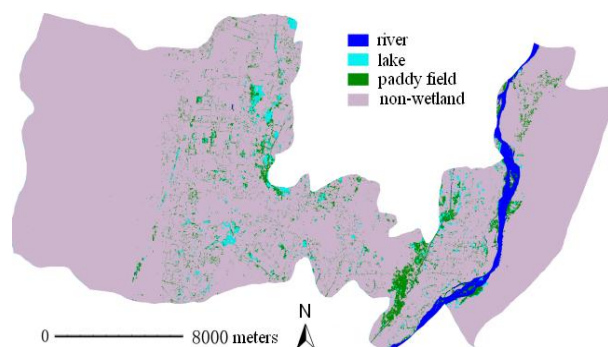 river
lake
paddy field
non-wetland
N
0 8000 meters